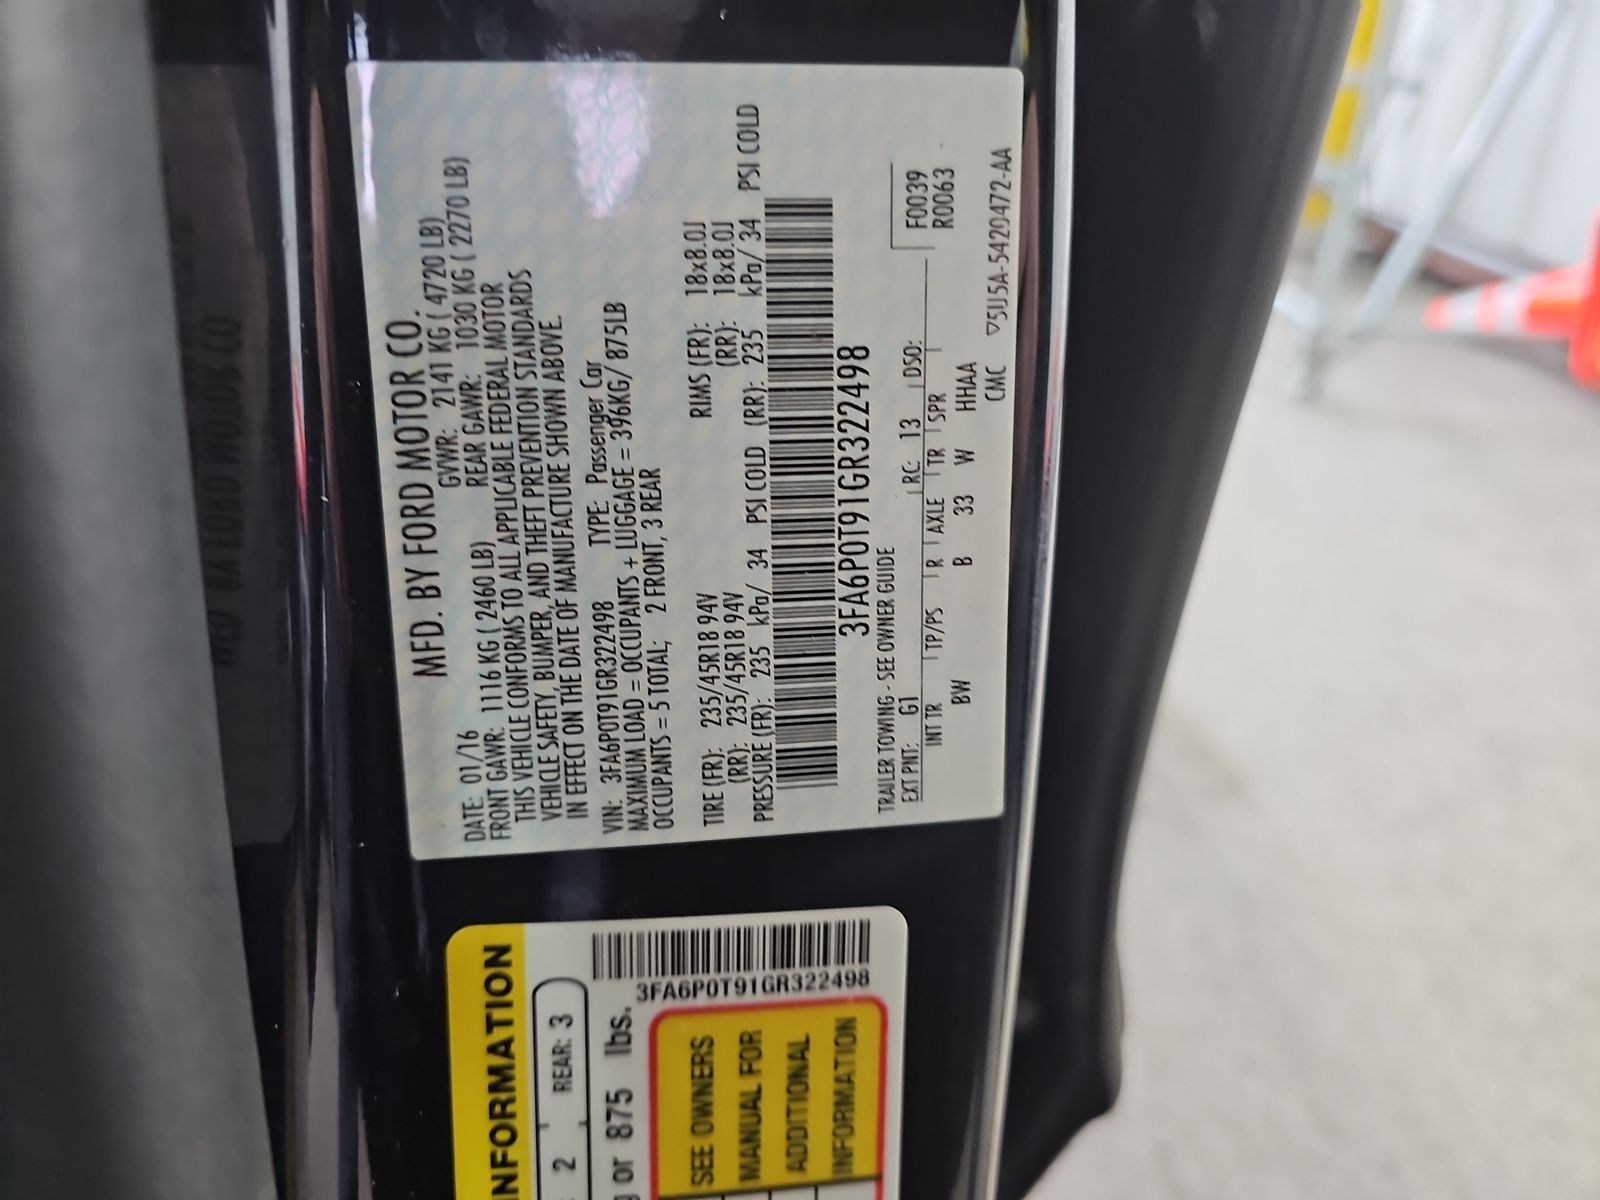 MFD. BY FORD MOTOR CO.
DATE: 01/16 GVWR: 2141 KG ( 4720 LB)
FRONT GAWR: 1116 KG ( 2460 LB) REAR GAWR: 1030 KG ( 2270 LB)
THIS VEHICLE CONFORMS TO ALL APPLICABLE FEDERAL MOTOR
VEHICLE SAFETY, BUMPER, AND THEFT PREVENTION STANDARDS
IN EFFECT ON THE DATE OF MANUFACTURE SHOWN ABOVE.
VIN: 3FA6P0T91GR322498 TYPE: Passenger Car
MAXIMUM LOAD = OCCUPANTS + LUGGAGE = 396KG/ 875LB
OCCUPANTS = 5 TOTAL; 2 FRONT, 3 REAR
TIRE (FR): 235/45R18 94V RIMS (FR): 18x8.0J
(RR): 235/45R18 94V (RR): 18x8.0J
PRESSURE (FR): 235 kPa/ 34 PSI COLD (RR): 235 kPa/ 34 PSI COLD
3FA6P0T91GR322498
TRAILER TOWING - SEE OWNER GUIDE
EXT PNT: G1 RC: 13 DSO: F0039
R0063
INT TR TP/PS R AXLE TR SPR
BW B 33 W HHAA
CMC ▽5U5A-5420472-AA
INFORMATION
2 REAR: 3
3FA6P0T91GR322498
g or 875 lbs.
SEE OWNERS
MANUAL FOR
ADDITIONAL
INFORMATION